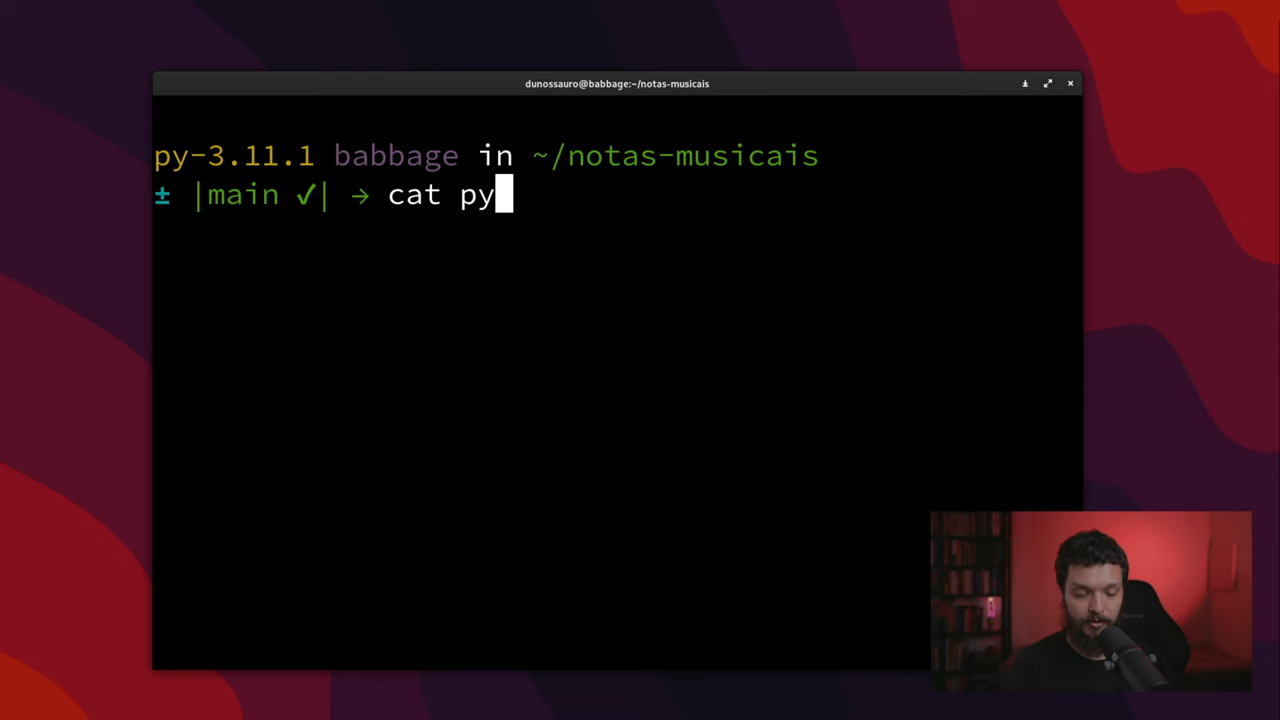 dunossauro@babbage:~/notas-musicais
py-3.11.1 babbage in ~/notas-musicais
± |main ✓| → cat py